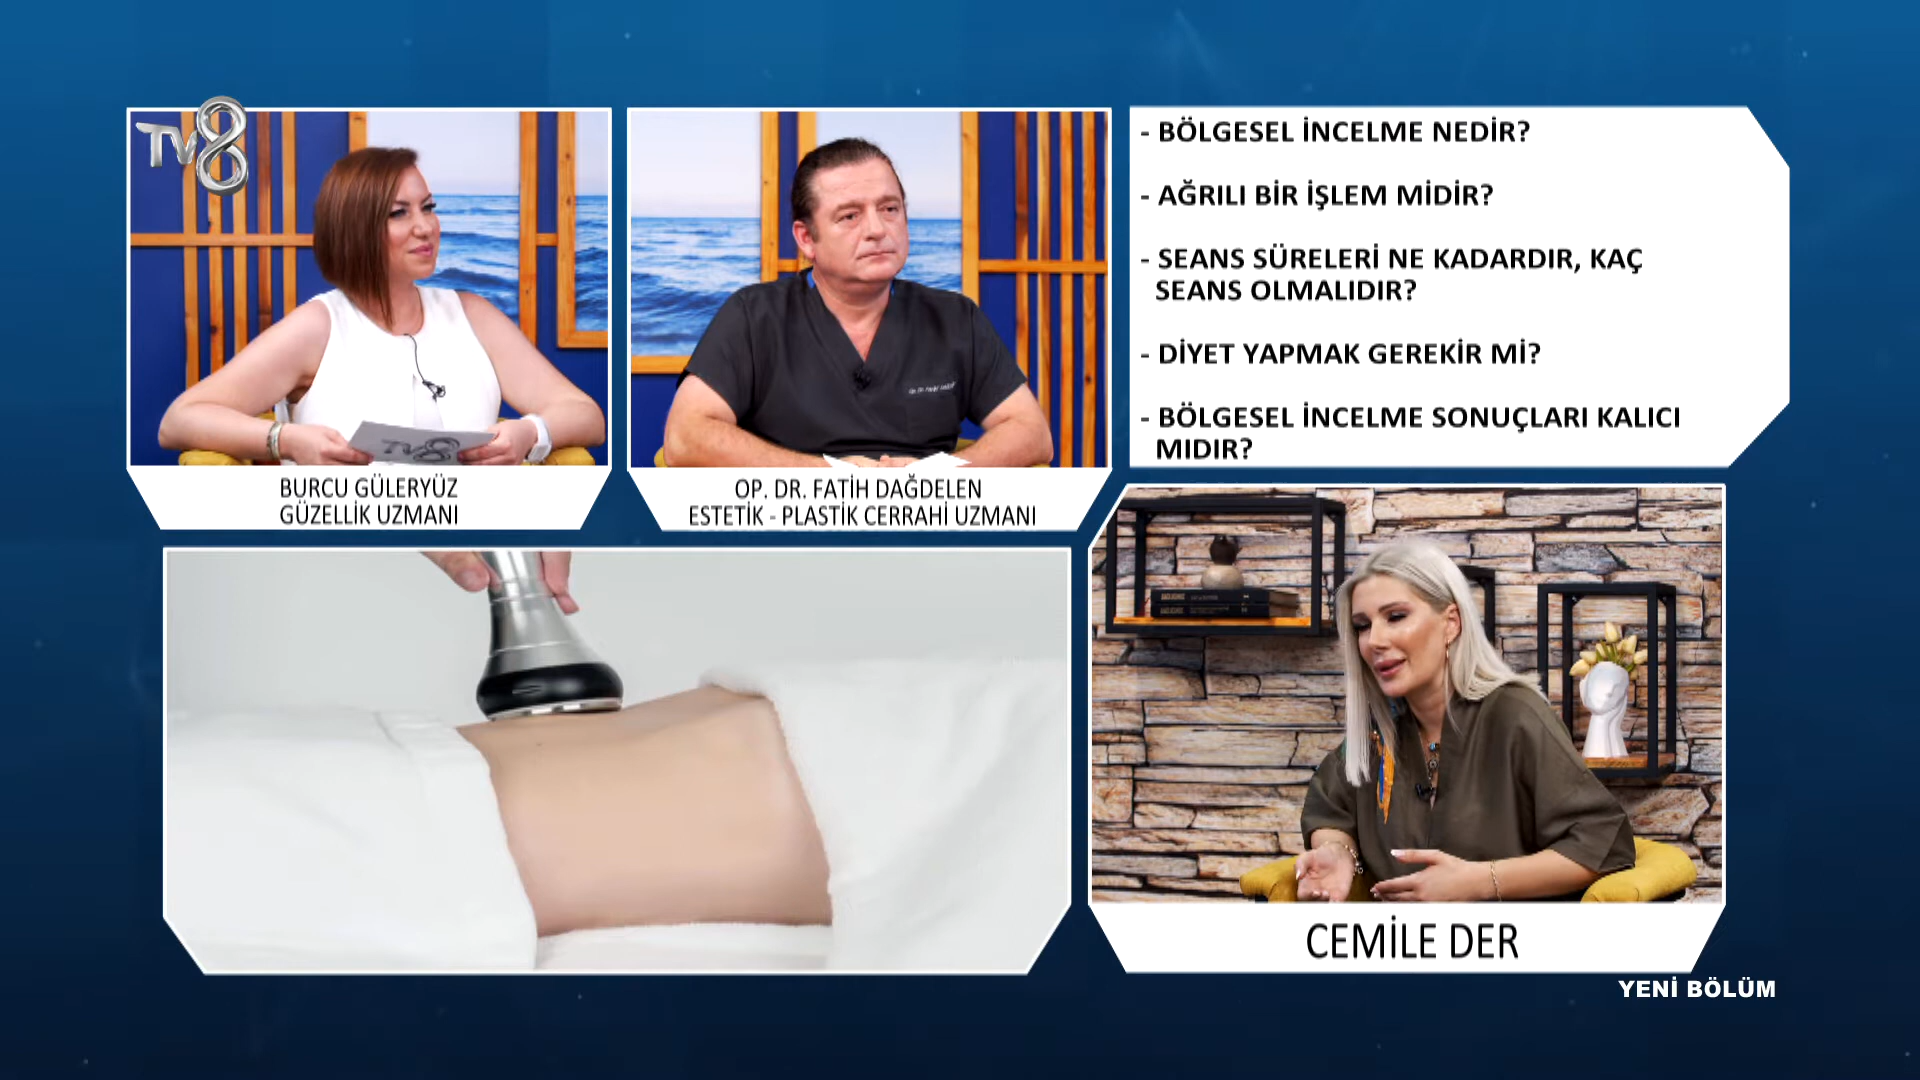 TV8
- BÖLGESEL İNCELME NEDİR?
- AĞRILI BİR İŞLEM MİDİR?
- SEANS SÜRELERİ NE KADARDIR, KAÇ
SEANS OLMALIDIR?
- DİYET YAPMAK GEREKİR Mİ?
- BÖLGESEL İNCELME SONUÇLARI KALICI
MIDIR?
TV8
BURCU GÜLERYÜZ
GÜZELLİK UZMANI
OP. DR. FATİH DAĞDELEN
ESTETİK - PLASTİK CERRAHİ UZMANI
CEMİLE DER
YENİ BÖLÜM